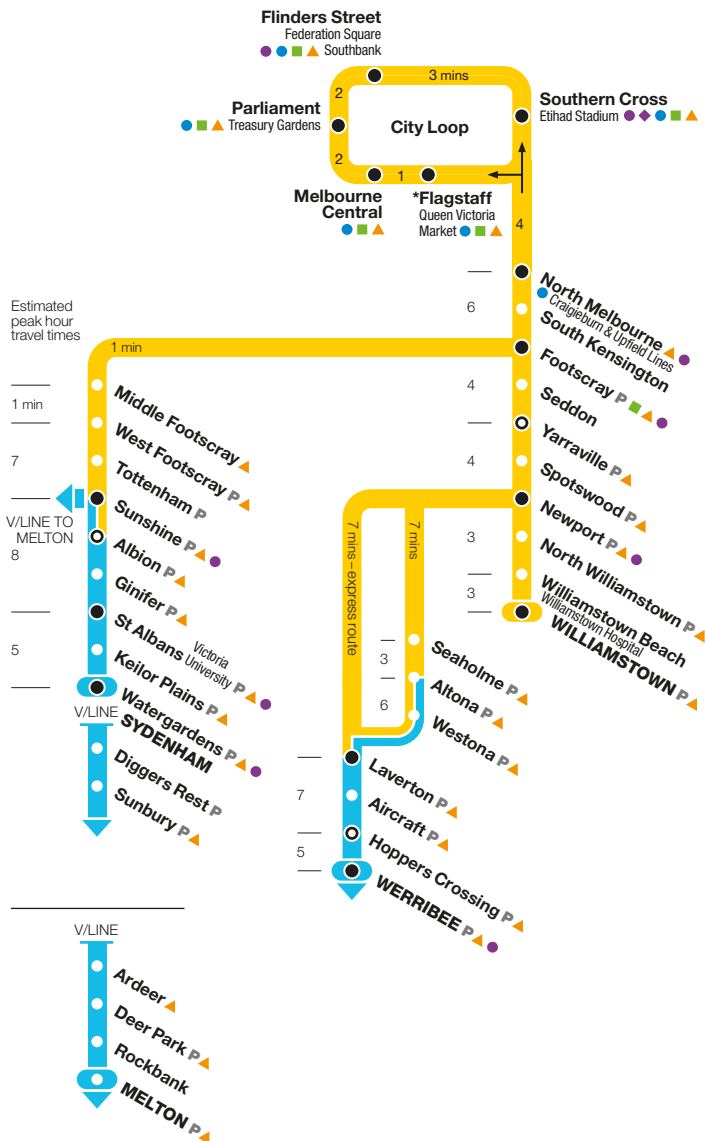 Flinders Street
Federation Square
Southbank
3 mins
2
Parliament
Treasury Gardens
City Loop
Southern Cross
Etihad Stadium
2
1
Melbourne
Central
*Flagstaff
Queen Victoria
Market
4
North Melbourne
Craigieburn & Upfield Lines
6
South Kensington
Estimated
peak hour
travel times
1 min
Footscray P
4
Seddon
Yarraville P
4
Spotswood P
Newport P
3
North Williamstown P
3
Williamstown Beach
Williamstown Hospital
WILLIAMSTOWN P
1 min
Middle Footscray
7
West Footscray P
Tottenham P
V/LINE TO
MELTON
Sunshine P
8
Albion P
Ginifer P
5
St Albans P
Victoria
University
Keilor Plains P
Watergardens P
SYDENHAM
V/LINE
Diggers Rest P
Sunbury P
7 mins – express route
7 mins
3
Seaholme P
6
Altona P
Westona P
Laverton P
7
Aircraft P
5
Hoppers Crossing P
WERRIBEE P
V/LINE
Ardeer
Deer Park P
Rockbank
MELTON P